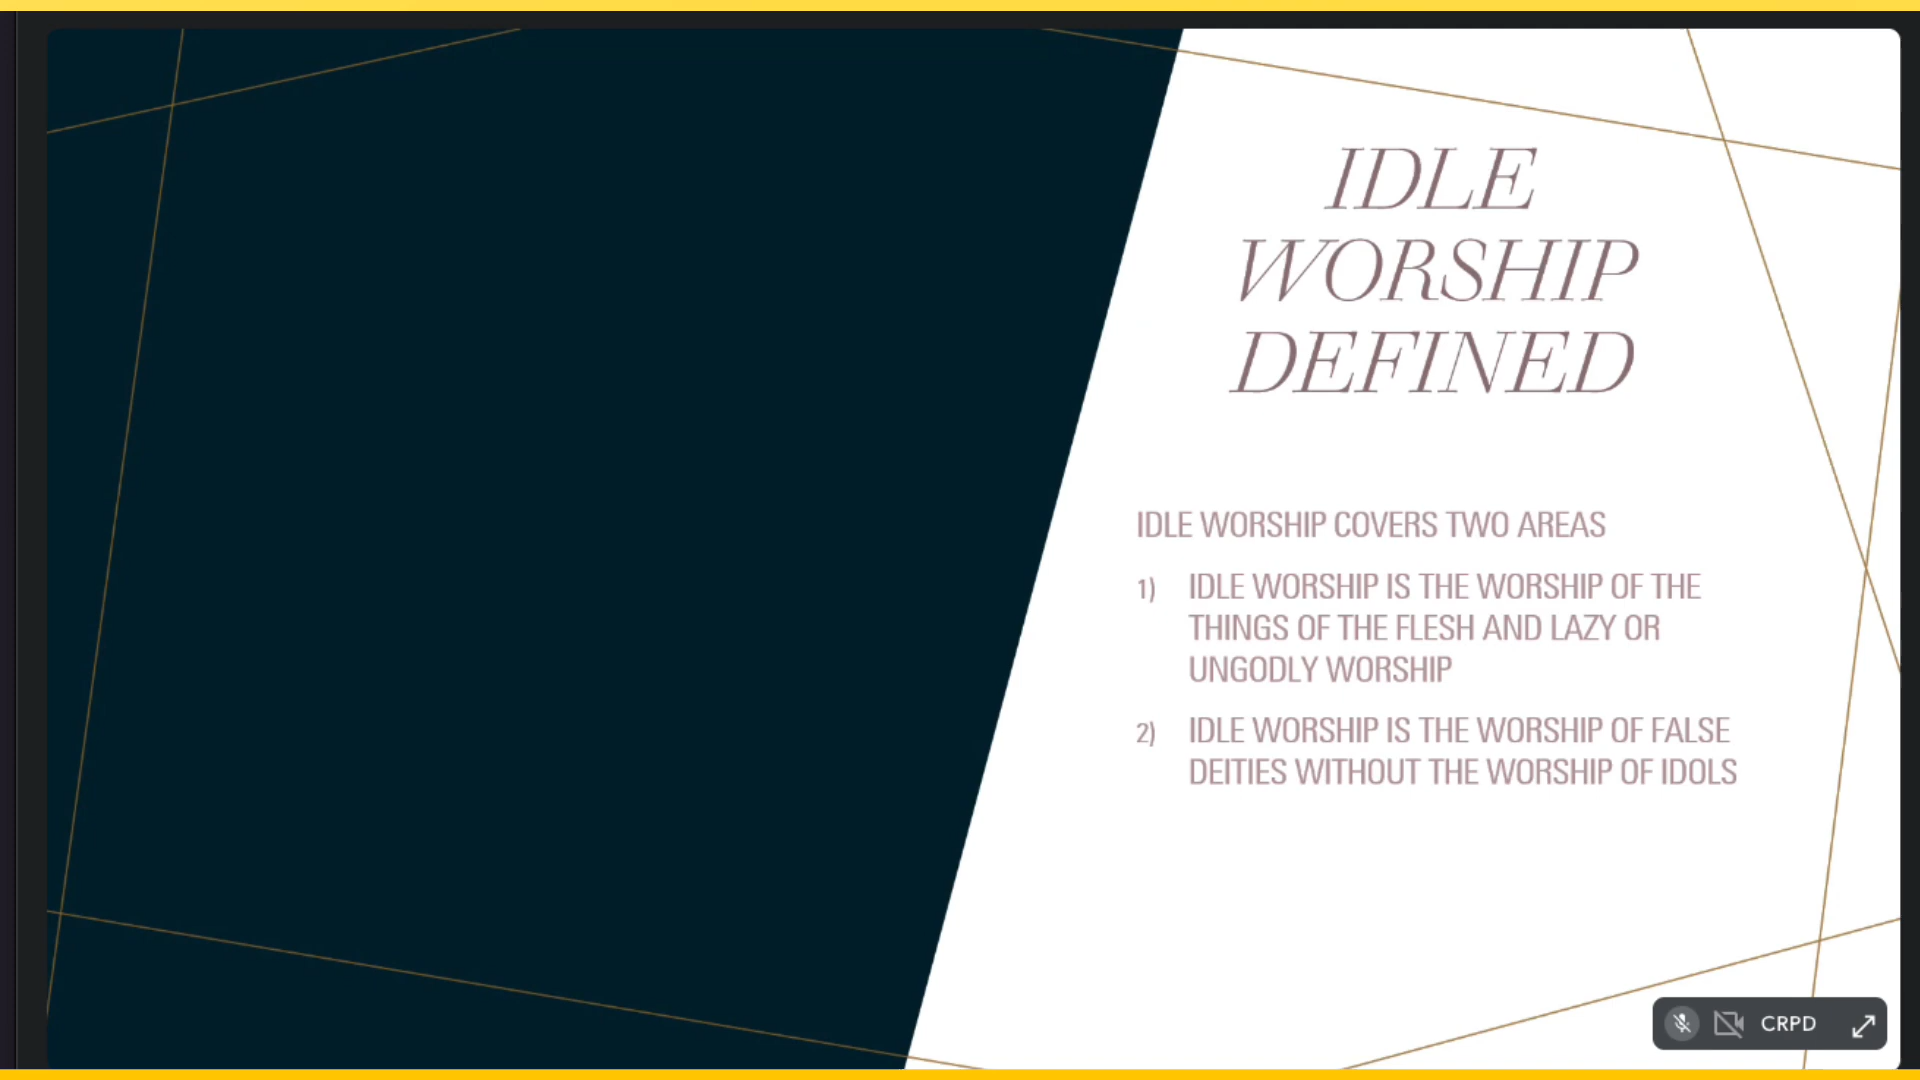 IDLE
WORSHIP
DEFINED
IDLE WORSHIP COVERS TWO AREAS
1) IDLE WORSHIP IS THE WORSHIP OF THE
THINGS OF THE FLESH AND LAZY OR
UNGODLY WORSHIP
2) IDLE WORSHIP IS THE WORSHIP OF FALSE
DEITIES WITHOUT THE WORSHIP OF IDOLS
CRPD